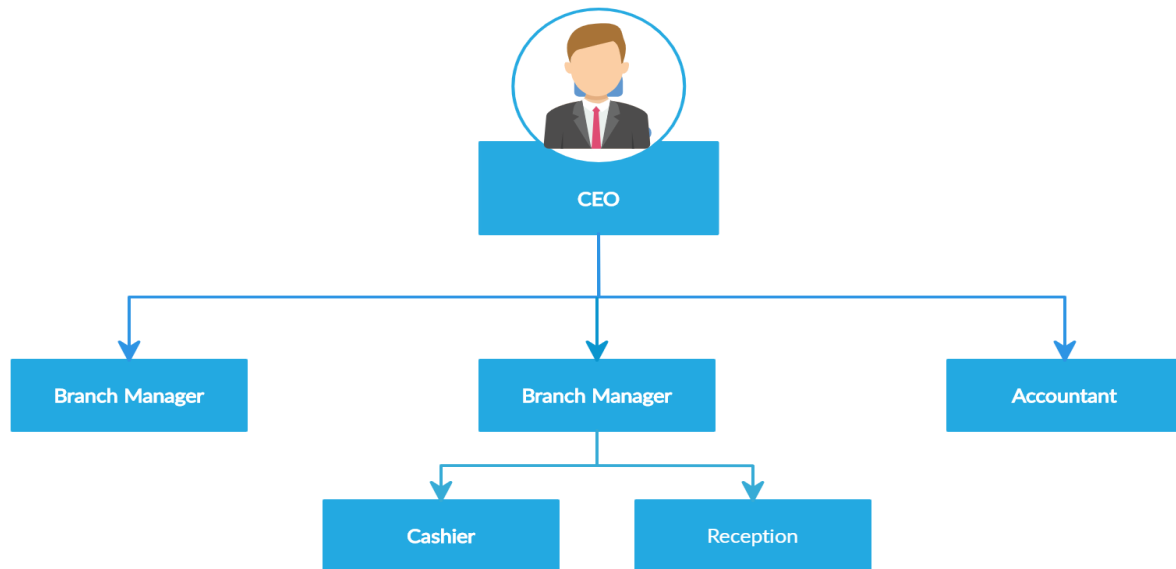 CEO
Branch Manager
Branch Manager
Accountant
Cashier
Reception